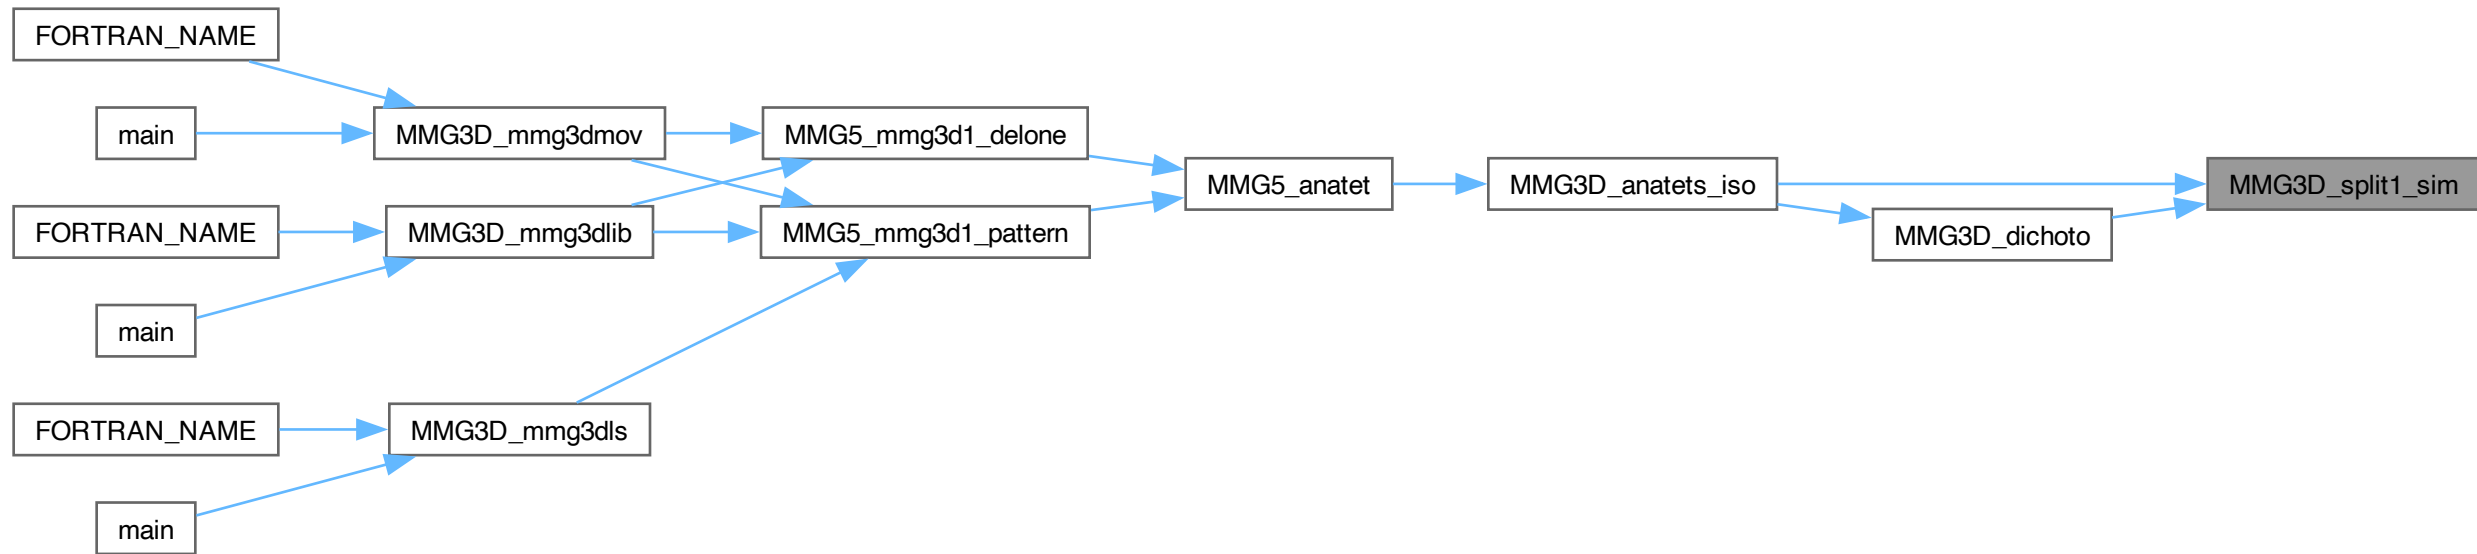 FORTRAN_NAME
main
MMG3D_mmg3dmov
MMG5_mmg3d1_delone
MMG5_anatet
MMG3D_anatets_iso
MMG3D_split1_sim
FORTRAN_NAME
MMG3D_mmg3dlib
MMG5_mmg3d1_pattern
MMG3D_dichoto
main
FORTRAN_NAME
MMG3D_mmg3dls
main